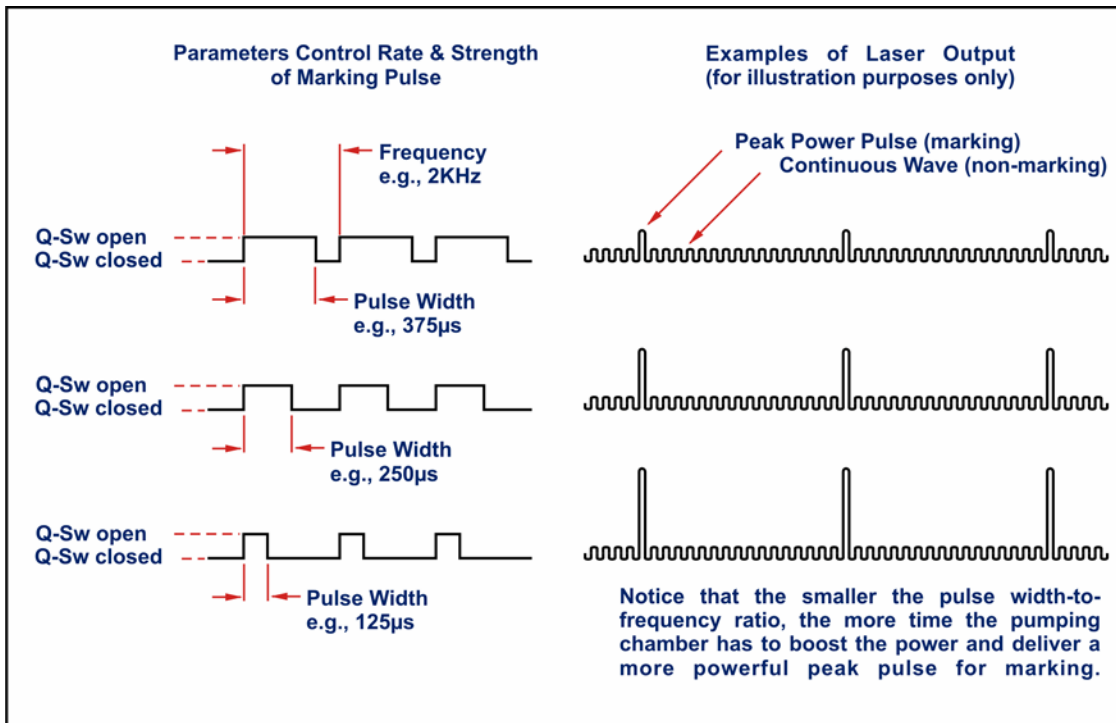 Parameters Control Rate & Strength
of Marking Pulse
Examples of Laser Output
(for illustration purposes only)
Frequency
e.g., 2KHz
Peak Power Pulse (marking)
Continuous Wave (non-marking)
Q-Sw open
Q-Sw closed
Pulse Width
e.g., 375µs
Q-Sw open
Q-Sw closed
Pulse Width
e.g., 250µs
Q-Sw open
Q-Sw closed
Pulse Width
e.g., 125µs
Notice that the smaller the pulse width-to-
frequency ratio, the more time the pumping
chamber has to boost the power and deliver a
more powerful peak pulse for marking.